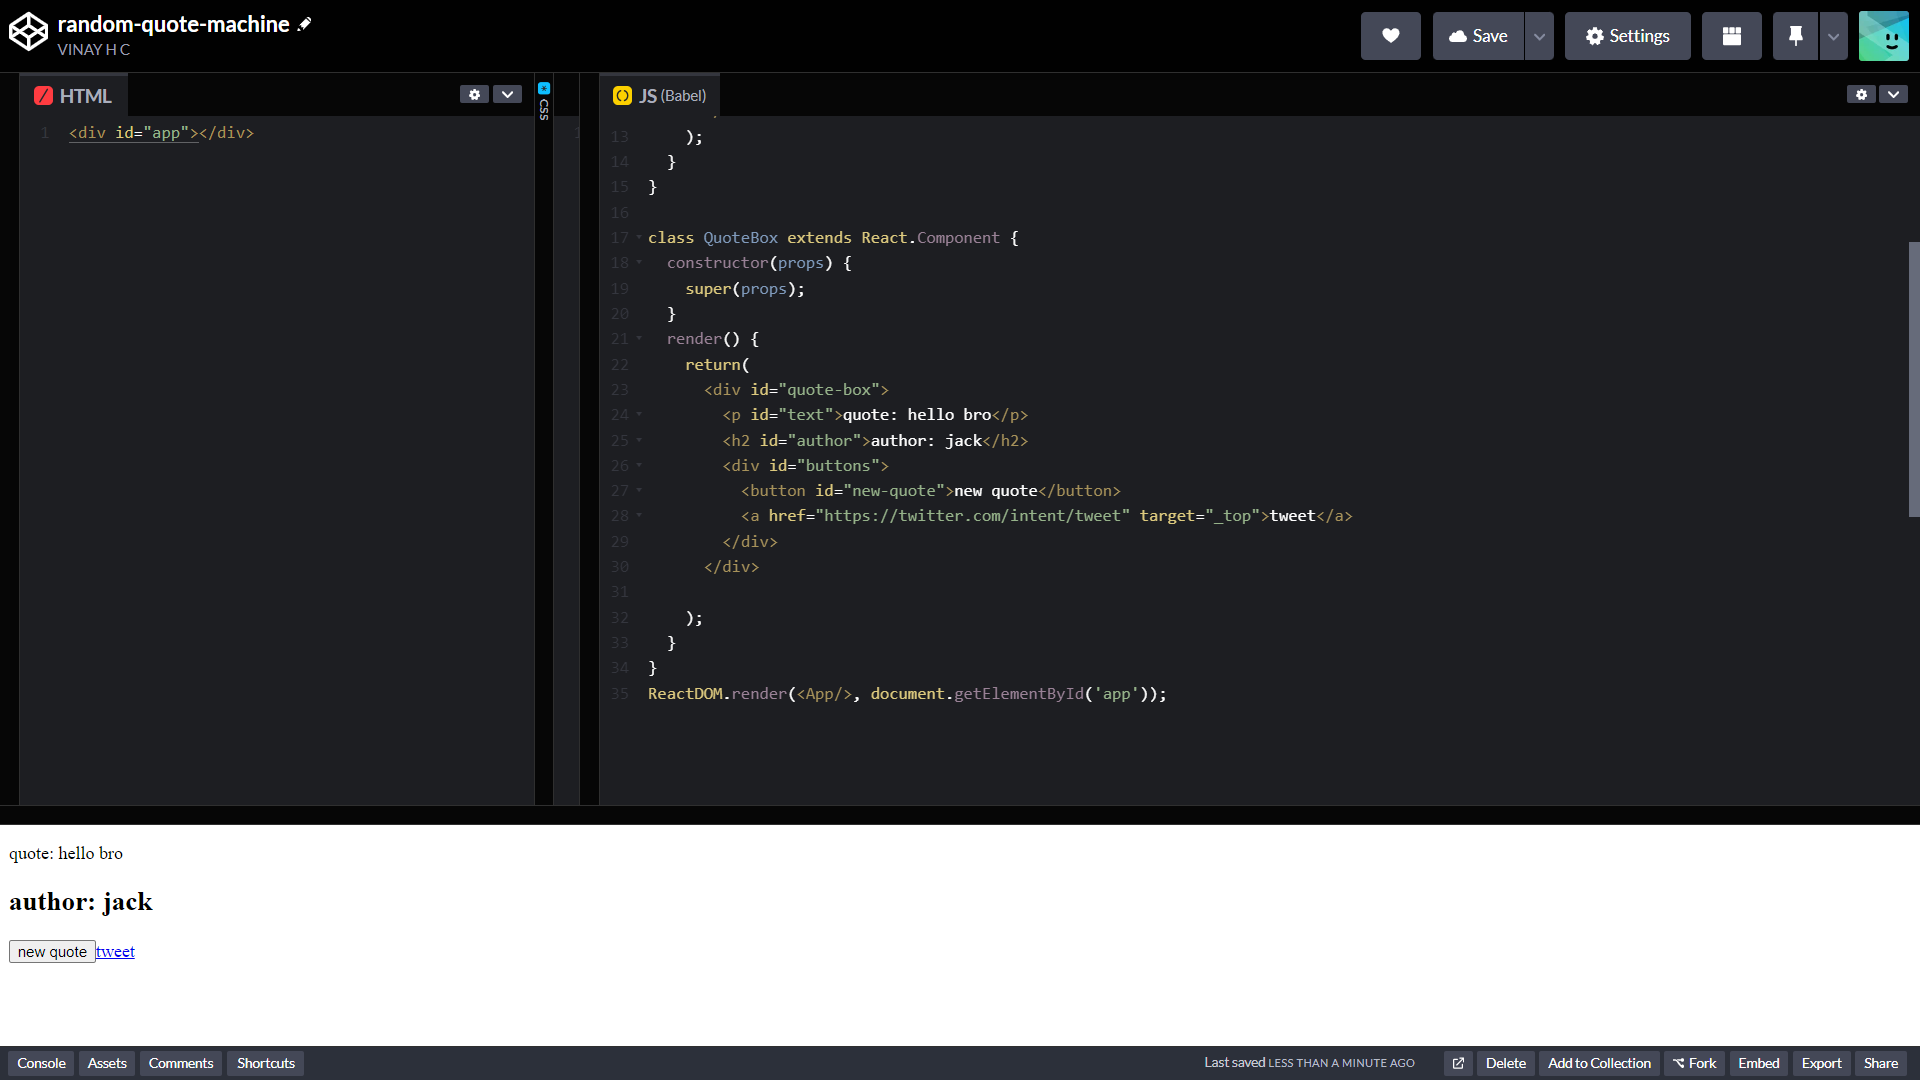 random-quote-machine
VINAY H C
Save
Settings
HTML
CSS
JS (Babel)
1 <div id="app"></div>
1
13 );
14 }
15 }
16
17 class QuoteBox extends React.Component {
18 constructor(props) {
19 super(props);
20 }
21 render() {
22 return(
23 <div id="quote-box">
24 <p id="text">quote: hello bro</p>
25 <h2 id="author">author: jack</h2>
26 <div id="buttons">
27 <button id="new-quote">new quote</button>
28 <a href="https://twitter.com/intent/tweet" target="_top">tweet</a>
29 </div>
30 </div>
31
32 );
33 }
34 }
35 ReactDOM.render(<App/>, document.getElementById('app'));
quote: hello bro
author: jack
new quote tweet
Console Assets Comments Shortcuts Last saved LESS THAN A MINUTE AGO Delete Add to Collection Fork Embed Export Share